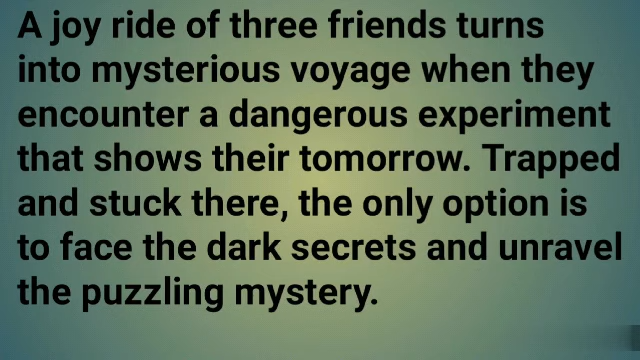 A joy ride of three friends turns
into mysterious voyage when they
encounter a dangerous experiment
that shows their tomorrow. Trapped
and stuck there, the only option is
to face the dark secrets and unravel
the puzzling mystery.